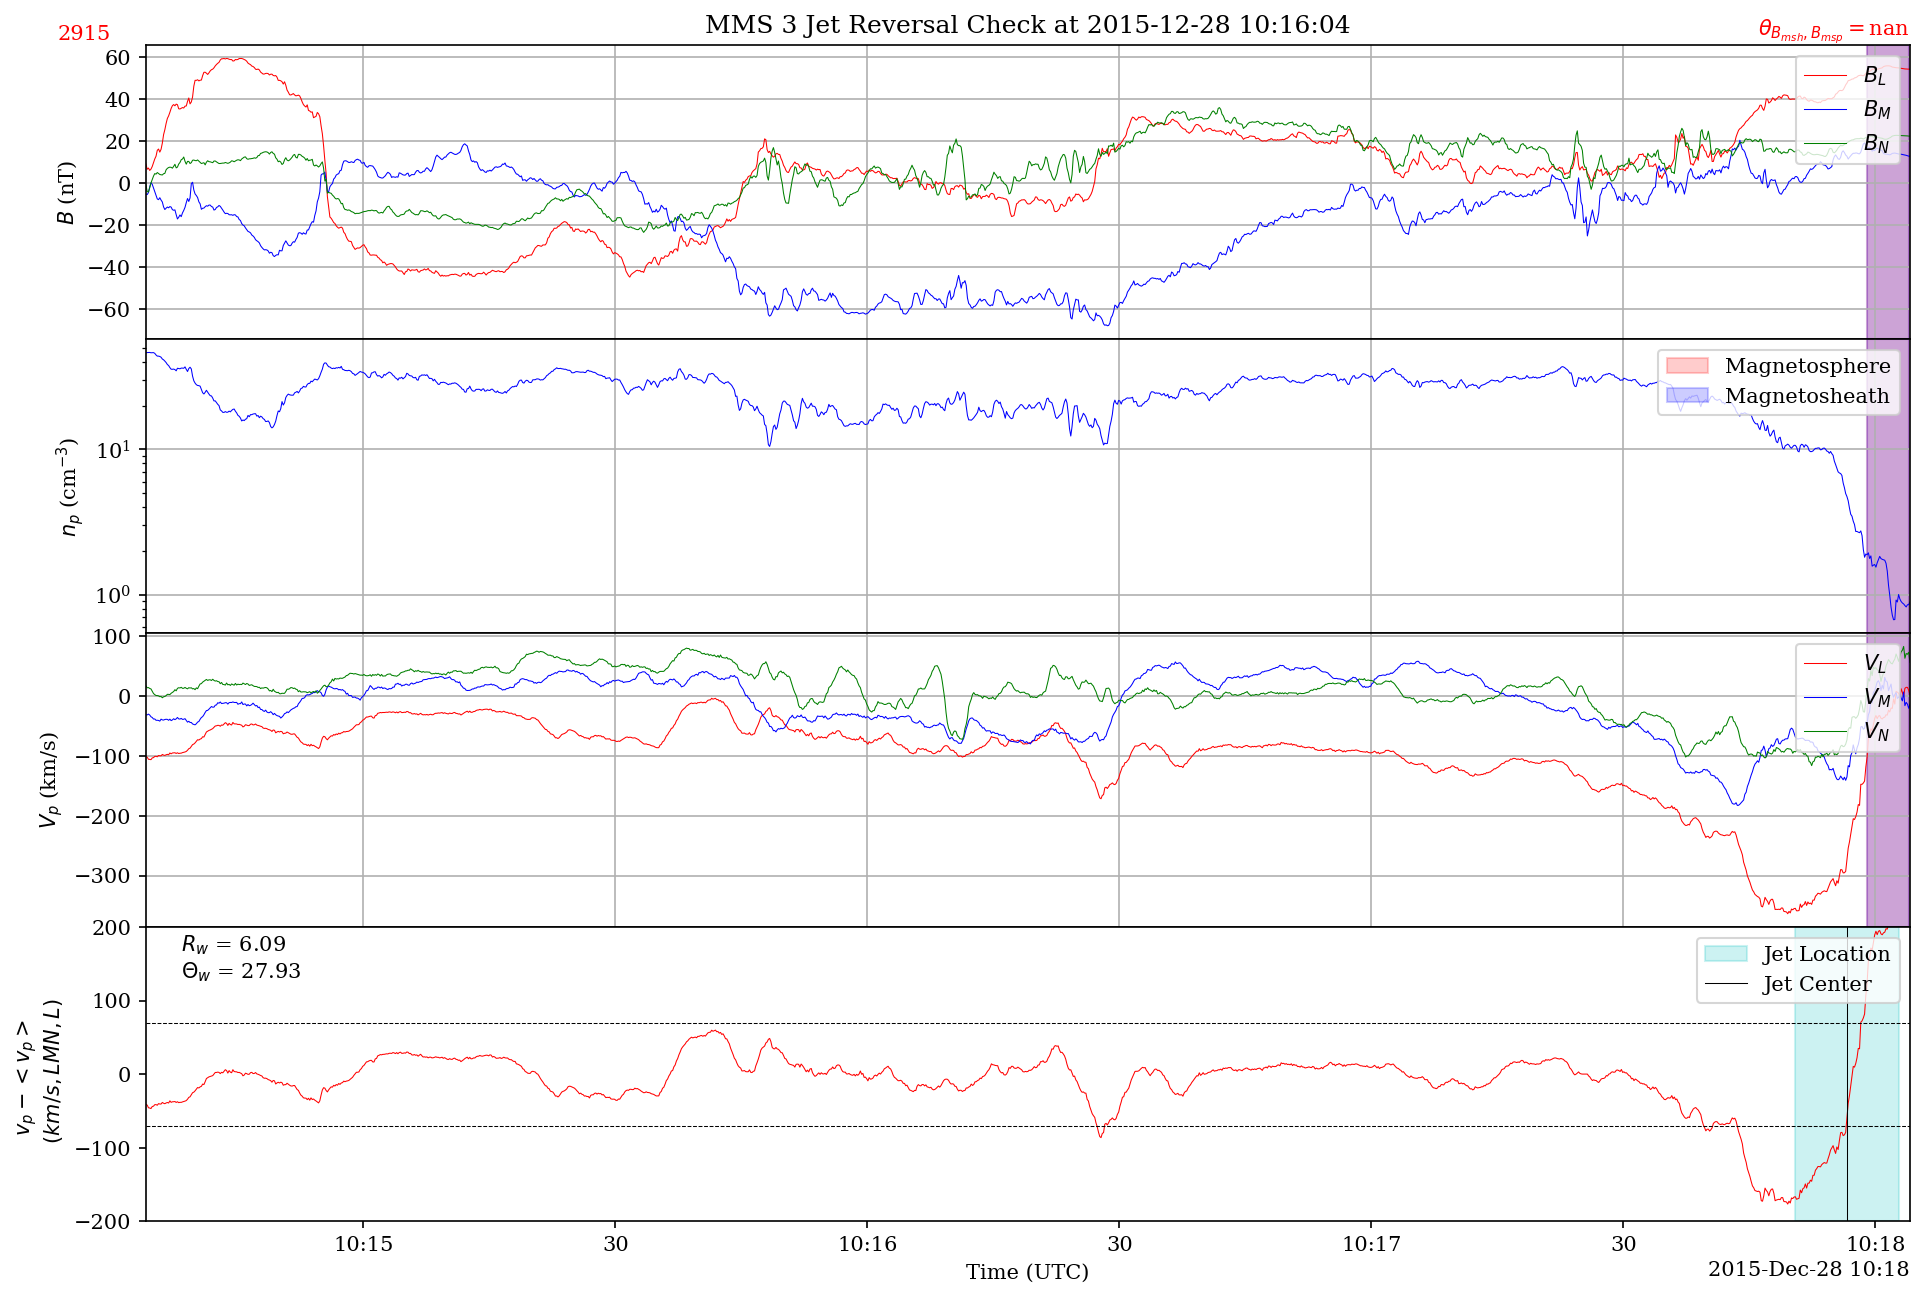 2915
MMS 3 Jet Reversal Check at 2015-12-28 10:16:04
θ_{B_{msh}, B_{msp}} = nan
60
40
20
0
−20
−40
−60
B (nT)
B_L
B_M
B_N
10^1
10^0
n_p (cm^{−3})
Magnetosphere
Magnetosheath
100
0
−100
−200
−300
V_p (km/s)
V_L
V_M
V_N
200
100
0
−100
−200
v_p − < v_p >
(km/s, LMN, L)
R_w = 6.09
Θ_w = 27.93
Jet Location
Jet Center
10:15 30 10:16 30 10:17 30 10:18
Time (UTC)
2015-Dec-28 10:18